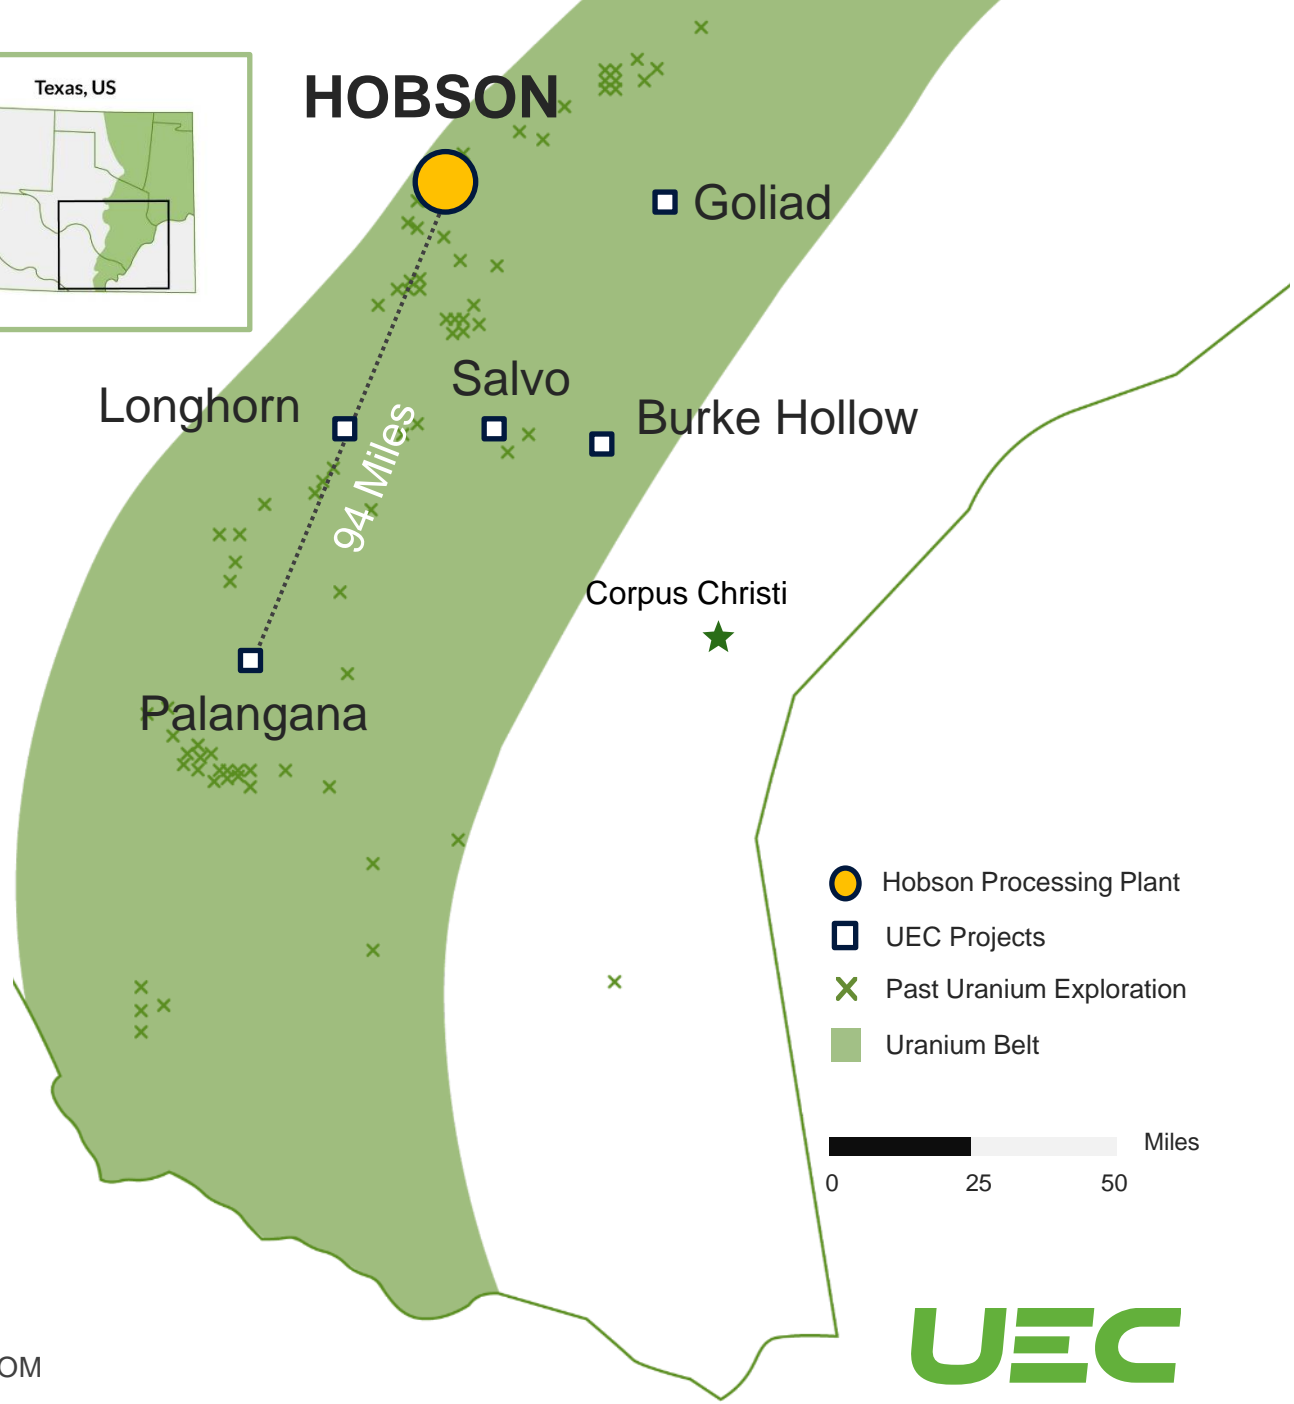 Texas, US
HOBSON
Goliad
Salvo
Longhorn
Burke Hollow
94 Miles
Corpus Christi
Palangana
Hobson Processing Plant
UEC Projects
Past Uranium Exploration
Uranium Belt
Miles
0 25 50
UEC
OM